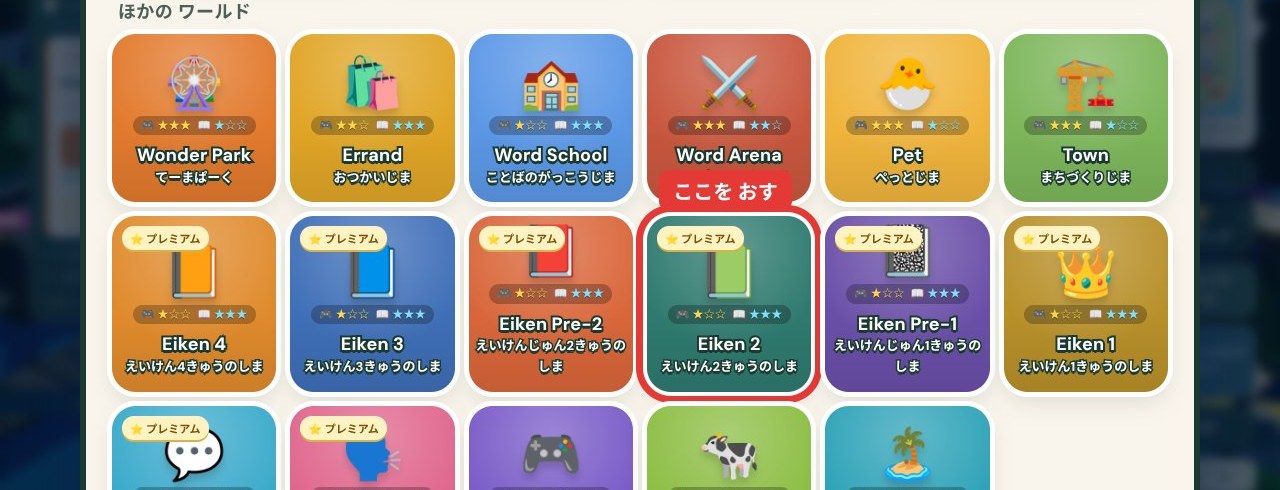 ほかの ワールド
Wonder Park
てーまぱーく
Errand
おつかいじま
Word School
ことばのがっこうじま
Word Arena
Pet
ぺっとじま
Town
まちづくりじま
ここを おす
プレミアム
Eiken 4
えいけん4きゅうのしま
プレミアム
Eiken 3
えいけん3きゅうのしま
プレミアム
Eiken Pre-2
えいけんじゅん2きゅうの
しま
プレミアム
Eiken 2
えいけん2きゅうのしま
プレミアム
Eiken Pre-1
えいけんじゅん1きゅうの
しま
プレミアム
Eiken 1
えいけん1きゅうのしま
プレミアム
プレミアム